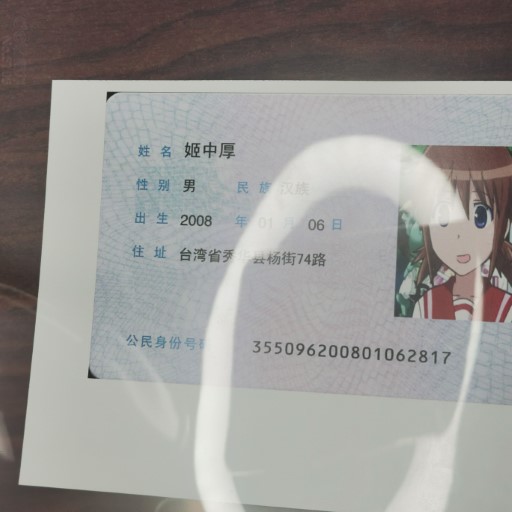 姓名 姬中厚
性别 男 民族 汉族
出生 2008 年 01 月 06 日
住址 台湾省秀 县杨街74路
公民身份号码 355096200801062817